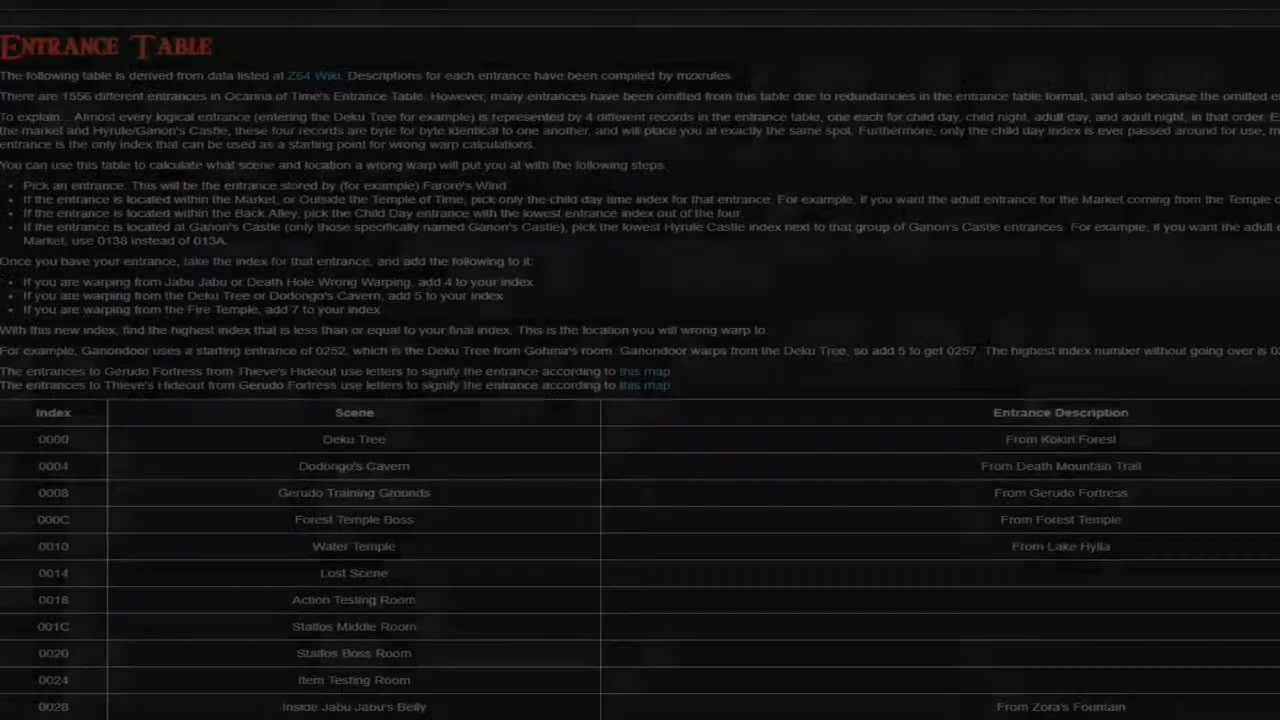 ENTRANCE TABLE
The following table is derived from data listed at Z64 Wiki. Descriptions for each entrance have been compiled by mzxrules.
There are 1556 different entrances in Ocarina of Time's Entrance Table. However, many entrances have been omitted from this table due to redundancies in the entrance table format, and also because the omitted
To explain... Almost every logical entrance (entering the Deku Tree for example) is represented by 4 different records in the entrance table, one each for child day, child night, adult day, and adult night, in that order.
the market and Hyrule/Ganon's Castle, these four records are byte for byte identical to one another, and will place you at exactly the same spot. Furthermore, only the child day index is ever passed around for use,
entrance is the only index that can be used as a starting point for wrong warp calculations.
You can use this table to calculate what scene and location a wrong warp will put you at with the following steps:
• Pick an entrance. This will be the entrance stored by (for example) Farore's Wind
• If the entrance is located within the Market, or Outside the Temple of Time, pick only the child day time index for that entrance. For example, if you want the adult entrance for the Market coming from the Temple
• If the entrance is located within the Back Alley, pick the Child Day entrance with the lowest entrance index out of the four.
• If the entrance is located at Ganon's Castle (only those specifically named Ganon's Castle), pick the lowest Hyrule Castle index next to that group of Ganon's Castle entrances. For example, if you want the adult
Market, use 0138 instead of 013A.
Once you have your entrance, take the index for that entrance, and add the following to it:
• If you are warping from Jabu Jabu or Death Hole Wrong Warping, add 4 to your index
• If you are warping from the Deku Tree or Dodongo's Cavern, add 5 to your index
• If you are warping from the Fire Temple, add 7 to your index
With this new index, find the highest index that is less than or equal to your final index. This is the location you will wrong warp to.
For example, Ganondoor uses a starting entrance of 0252, which is the Deku Tree from Gohma's room. Ganondoor warps from the Deku Tree, so add 5 to get 0257. The highest index number without going over is
The entrances to Gerudo Fortress from Thieve's Hideout use letters to signify the entrance according to this map
The entrances to Thieve's Hideout from Gerudo Fortress use letters to signify the entrance according to this map
Index Scene Entrance Description
0000 Deku Tree From Kokiri Forest
0004 Dodongo's Cavern From Death Mountain Trail
0008 Gerudo Training Grounds From Gerudo Fortress
000C Forest Temple Boss From Forest Temple
0010 Water Temple From Lake Hylia
0014 Lost Scene
0018 Action Testing Room
001C Stalfos Middle Room
0020 Stalfos Boss Room
0024 Item Testing Room
0028 Inside Jabu Jabu's Belly From Zora's Fountain